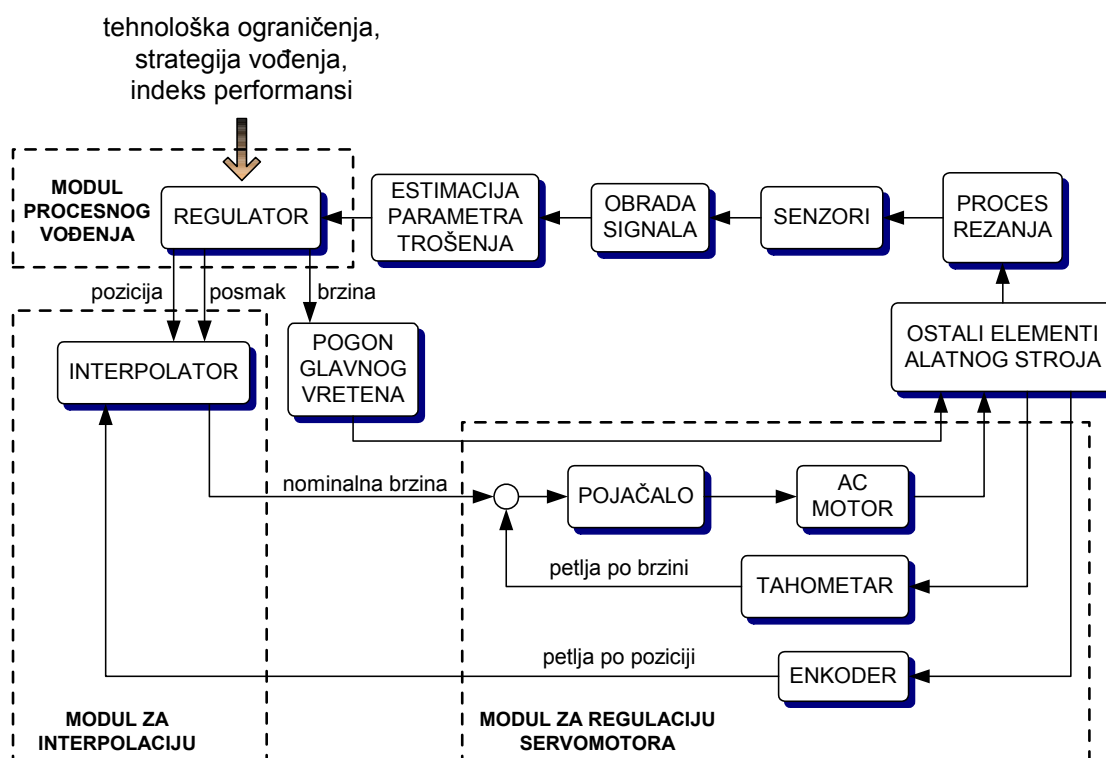 tehnološka ograničenja,
strategija vođenja,
indeks performansi
MODUL
PROCESNOG
VOĐENJA
REGULATOR
ESTIMACIJA
PARAMETRA
TROŠENJA
OBRADA
SIGNALA
SENZORI
PROCES
REZANJA
pozicija
posmak
brzina
INTERPOLATOR
POGON
GLAVNOG
VRETENA
OSTALI ELEMENTI
ALATNOG STROJA
nominalna brzina
POJAČALO
AC
MOTOR
petlja po brzini
TAHOMETAR
petlja po poziciji
ENKODER
MODUL ZA
INTERPOLACIJU
MODUL ZA REGULACIJU
SERVOMOTORA